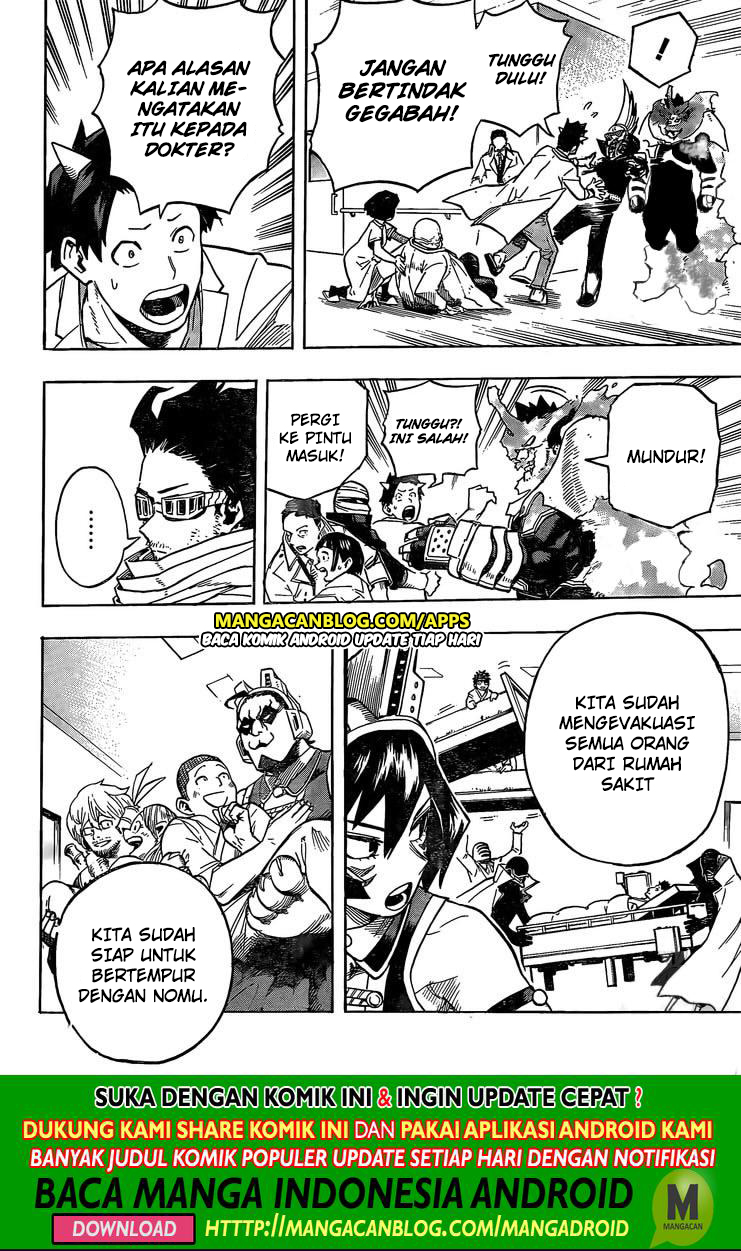 !
TUNGGU
DULU!
JANGAN
BERTINDAK
GEGABAH!
APA ALASAN
KALIAN ME-
NGATAKAN
ITU KEPADA
DOKTER?
MUNDUR!
TUNGGU?!
INI SALAH!
PERGI
KE PINTU
MASUK!
......
MANGACANBLOG.COM/APPS
BACA KOMIK ANDROID UPDATE TIAP HARI
KITA SUDAH
MENGEVAKUASI
SEMUA ORANG
DARI RUMAH
SAKIT
KITA SUDAH
SIAP UNTUK
BERTEMPUR
DENGAN NOMU.
SUKA DENGAN KOMIK INI & INGIN UPDATE CEPAT ?
DUKUNG KAMI SHARE KOMIK INI DAN PAKAI APLIKASI ANDROID KAMI
BANYAK JUDUL KOMIK POPULER UPDATE SETIAP HARI DENGAN NOTIFIKASI
BACA MANGA INDONESIA ANDROID
M
MANGACAN
DOWNLOAD
HTTTP://MANGACANBLOG.COM/MANGADROID